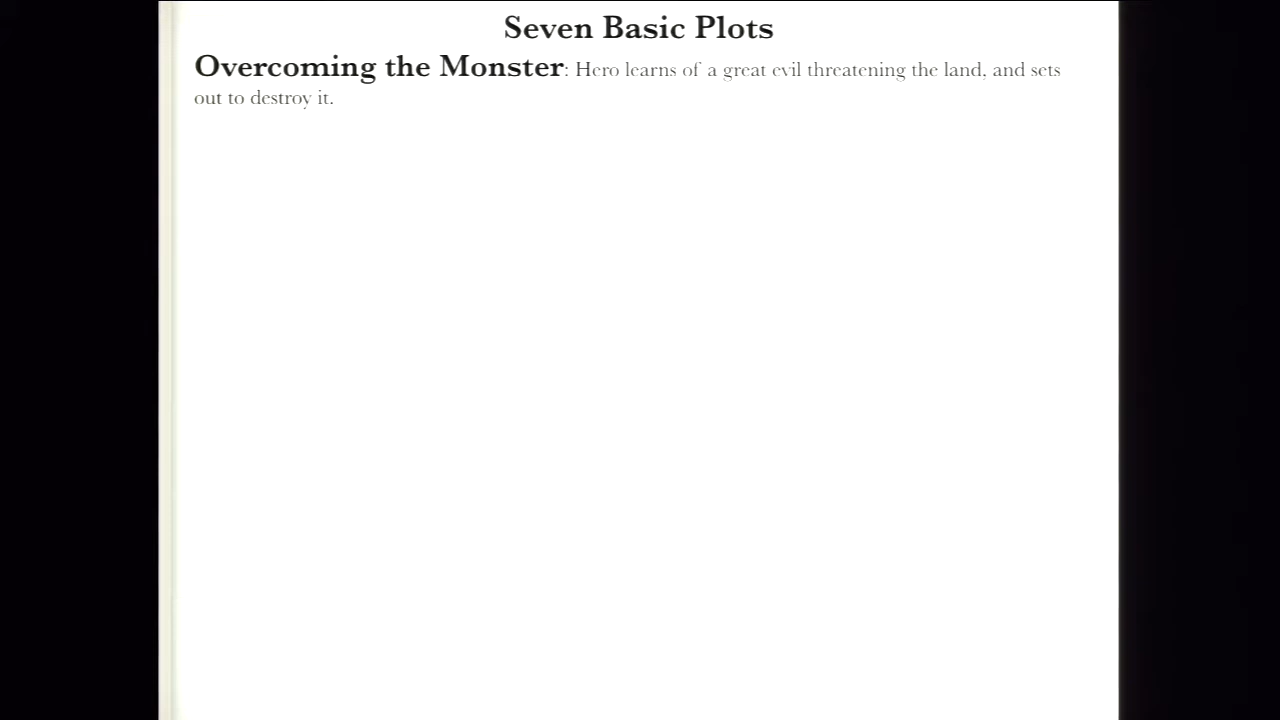 Seven Basic Plots
Overcoming the Monster: Hero learns of a great evil threatening the land, and sets
out to destroy it.